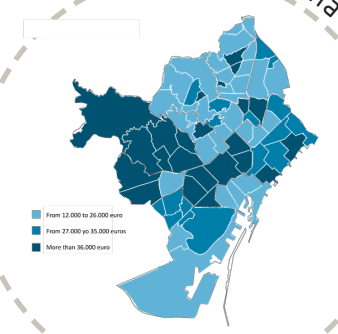 na
From 12.000 to 26.000 euro
From 27.000 yo 35.000 euros
More than 36.000 euro